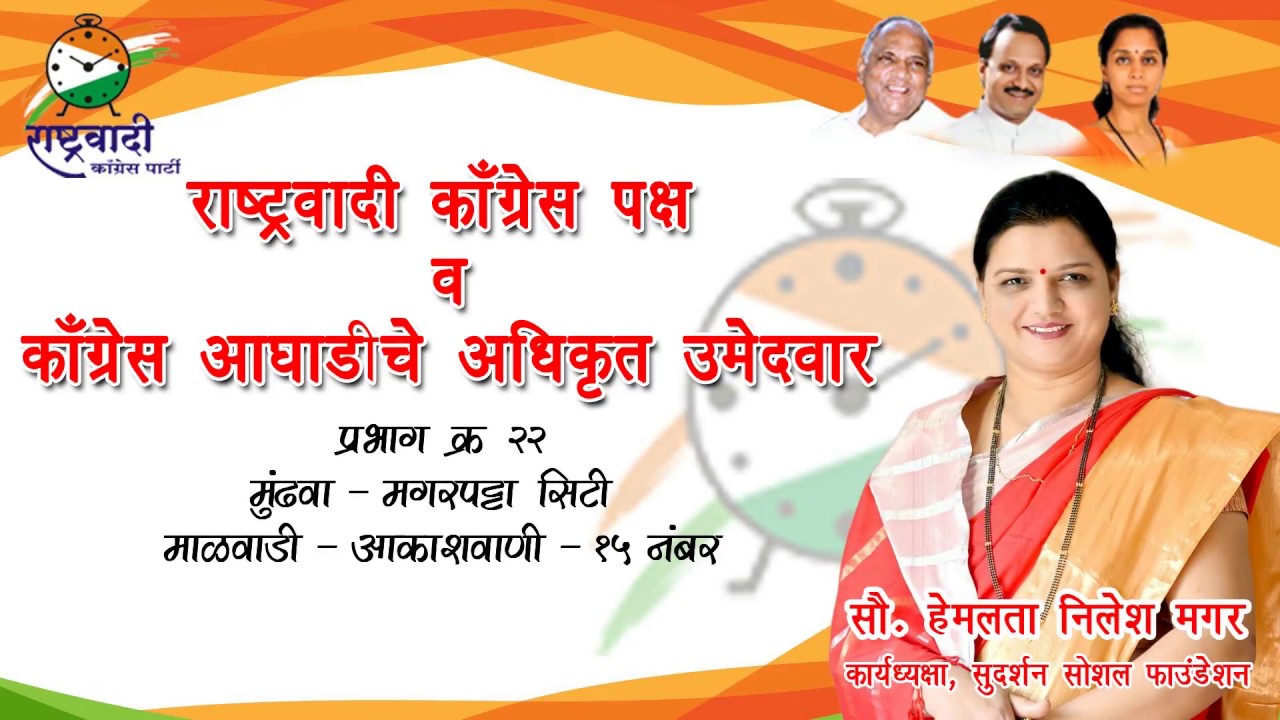 राष्ट्रवादी
काँग्रेस पार्टी
राष्ट्रवादी काँग्रेस पक्ष
व
काँग्रेस आघाडीचे अधिकृत उमेदवार
प्रभाग क्र २२
मुंढवा - मगरपट्टा सिटी
माळवाडी - आकाशवाणी - १५ नंबर
सौ. हेमलता निलेश मगर
कार्यध्यक्षा, सुदर्शन सोशल फाउंडेशन